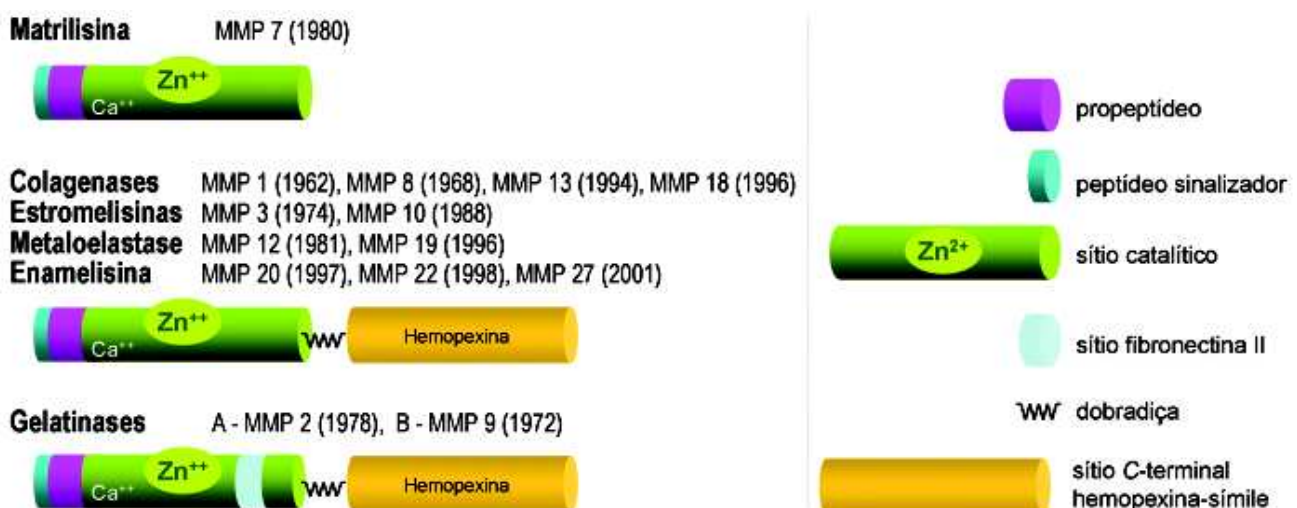 Matrilisina MMP 7 (1980)
Zn++
Ca++
Colagenases MMP 1 (1962), MMP 8 (1968), MMP 13 (1994), MMP 18 (1996)
Estromelisinas MMP 3 (1974), MMP 10 (1988)
Metaloelastase MMP 12 (1981), MMP 19 (1996)
Enamelisina MMP 20 (1997), MMP 22 (1998), MMP 27 (2001)
Zn++
Ca++
Hemopexina
Gelatinases A - MMP 2 (1978), B - MMP 9 (1972)
Zn++
Ca++
Hemopexina
propeptídeo
peptídeo sinalizador
Zn2+
sítio catalítico
sítio fibronectina II
dobradiça
sítio C-terminal
hemopexina-símile